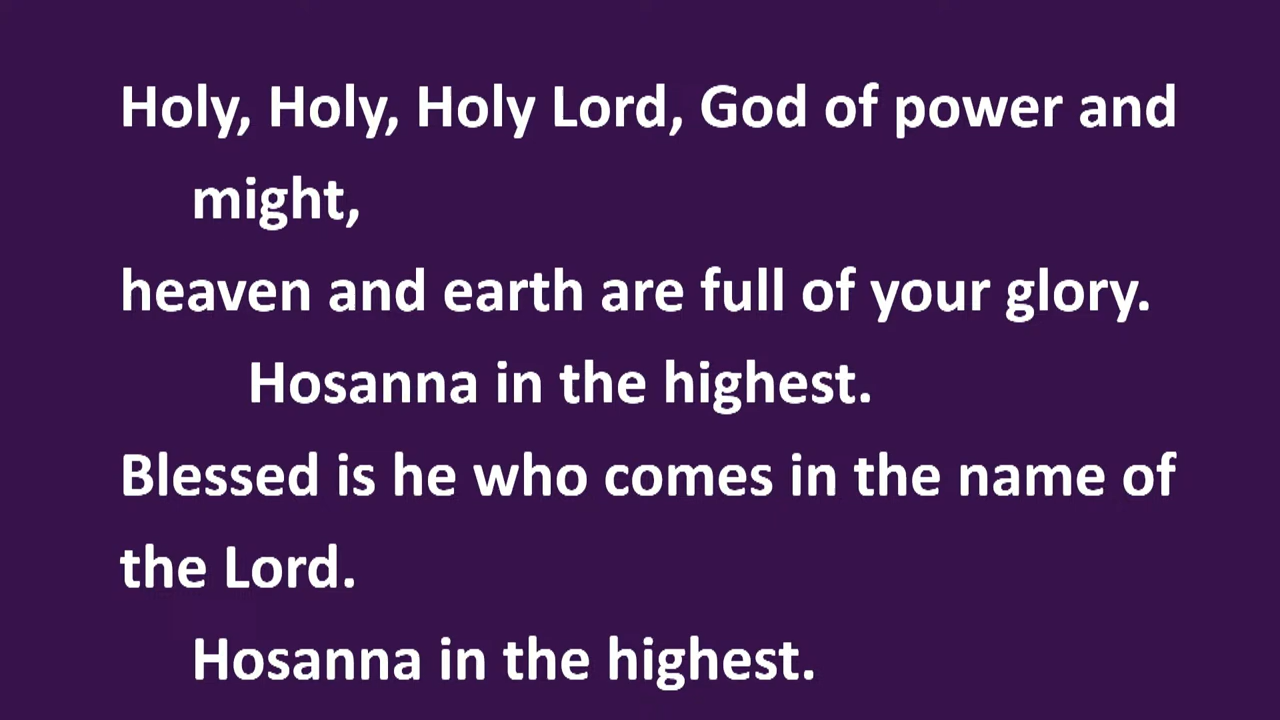 Holy, Holy, Holy Lord, God of power and
might,
heaven and earth are full of your glory.
Hosanna in the highest.
Blessed is he who comes in the name of
the Lord.
Hosanna in the highest.